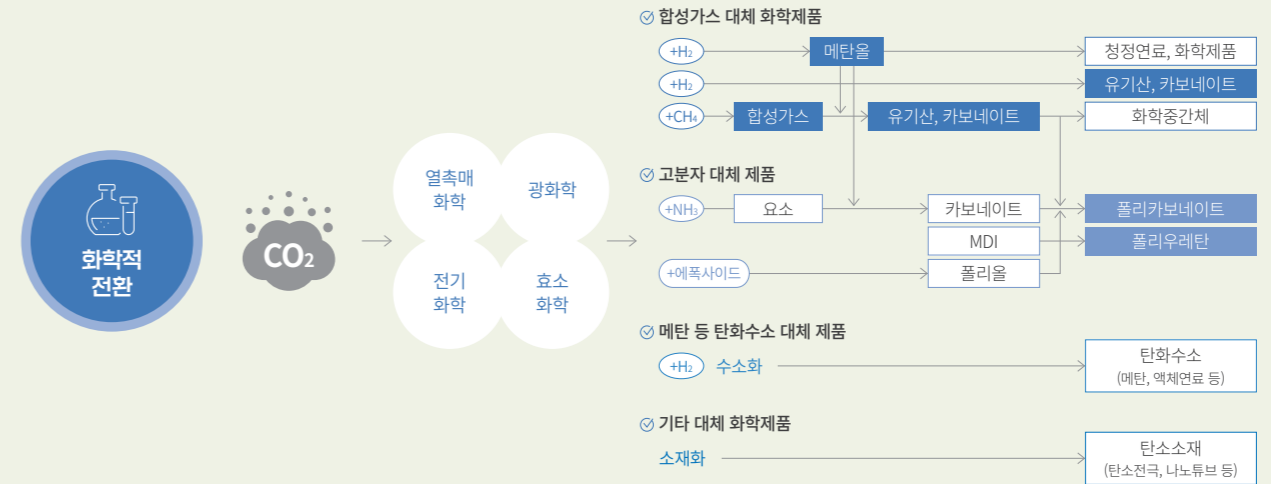 화학적
전환
CO₂
열촉매
화학
광화학
전기
화학
효소
화학
합성가스 대체 화학제품
+H₂
메탄올
청정연료, 화학제품
+H₂
유기산, 카보네이트
+CH₄
합성가스
유기산, 카보네이트
화학중간체
고분자 대체 제품
+NH₃
요소
카보네이트
폴리카보네이트
MDI
폴리우레탄
+에폭사이드
폴리올
메탄 등 탄화수소 대체 제품
+H₂
수소화
탄화수소
(메탄, 액체연료 등)
기타 대체 화학제품
소재화
탄소소재
(탄소전극, 나노튜브 등)